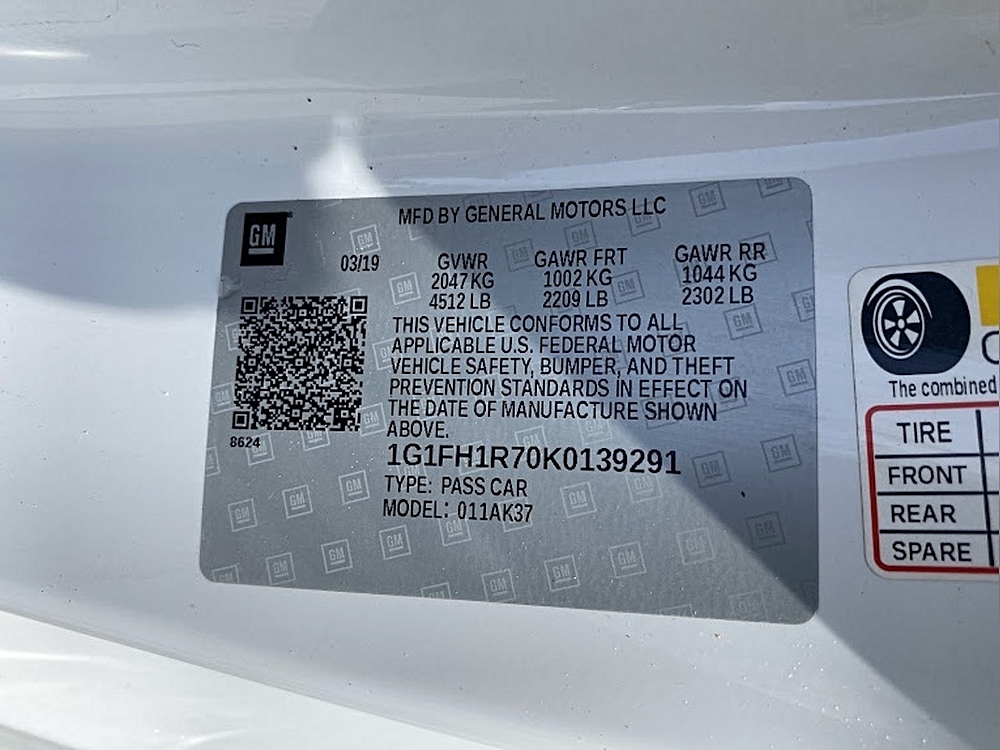 GM
MFD BY GENERAL MOTORS LLC
03/19
GVWR
2047 KG
4512 LB
GAWR FRT
1002 KG
2209 LB
GAWR RR
1044 KG
2302 LB
THIS VEHICLE CONFORMS TO ALL
APPLICABLE U.S. FEDERAL MOTOR
VEHICLE SAFETY, BUMPER, AND THEFT
PREVENTION STANDARDS IN EFFECT ON
THE DATE OF MANUFACTURE SHOWN
ABOVE.
8624
1G1FH1R70K0139291
TYPE: PASS CAR
MODEL: 011AK37
The combined
TIRE
FRONT
REAR
SPARE